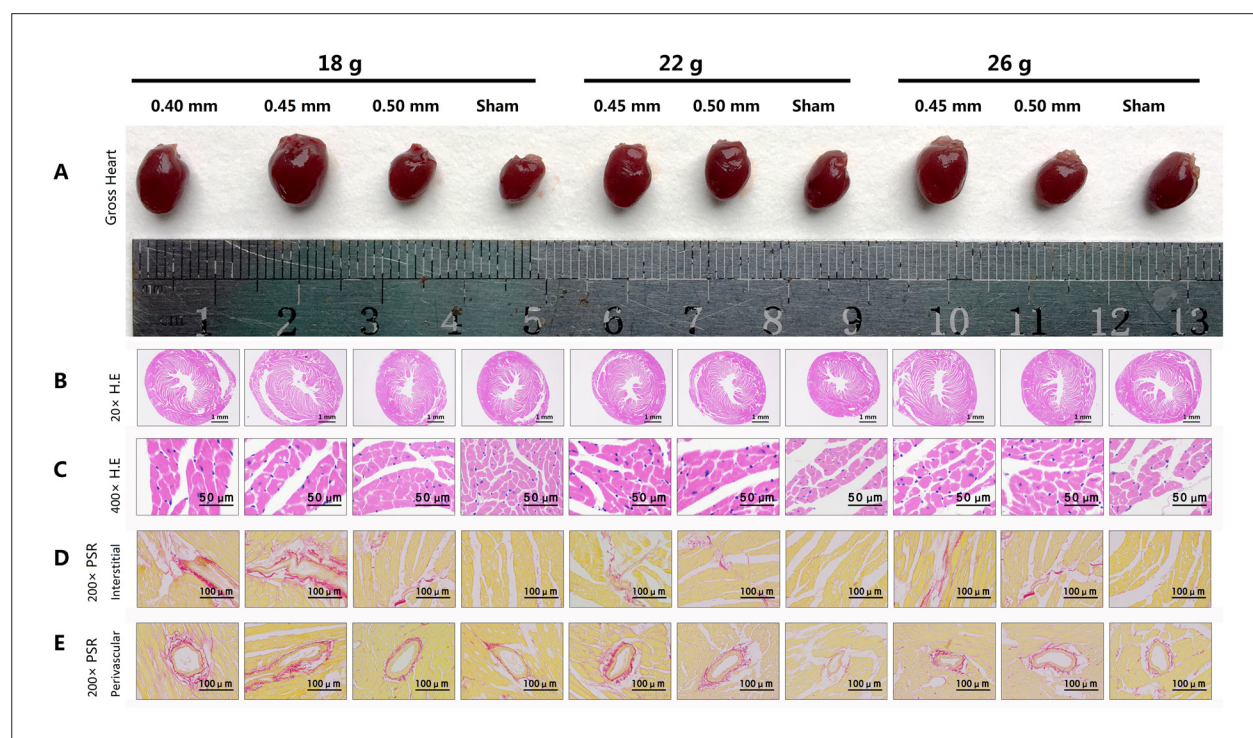 18 g 22 g 26 g
0.40 mm 0.45 mm 0.50 mm Sham 0.45 mm 0.50 mm Sham 0.45 mm 0.50 mm Sham
A Gross Heart
cm 1 2 3 4 5 6 7 8 9 10 11 12 13
B 20× H.E
1 mm 1 mm 1 mm 1 mm 1 mm 1 mm 1 mm 1 mm 1 mm 1 mm
C 400× H.E
50 μm 50 μm 50 μm 50 μm 50 μm 50 μm 50 μm 50 μm 50 μm 50 μm
D 200× PSR
Interstitial
100 μm 100 μm 100 μm 100 μm 100 μm 100 μm 100 μm 100 μm 100 μm 100 μm
E 200× PSR
Perivascular
100 μm 100 μm 100 μm 100 μm 100 μm 100 μm 100 μm 100 μm 100 μm 100 μm